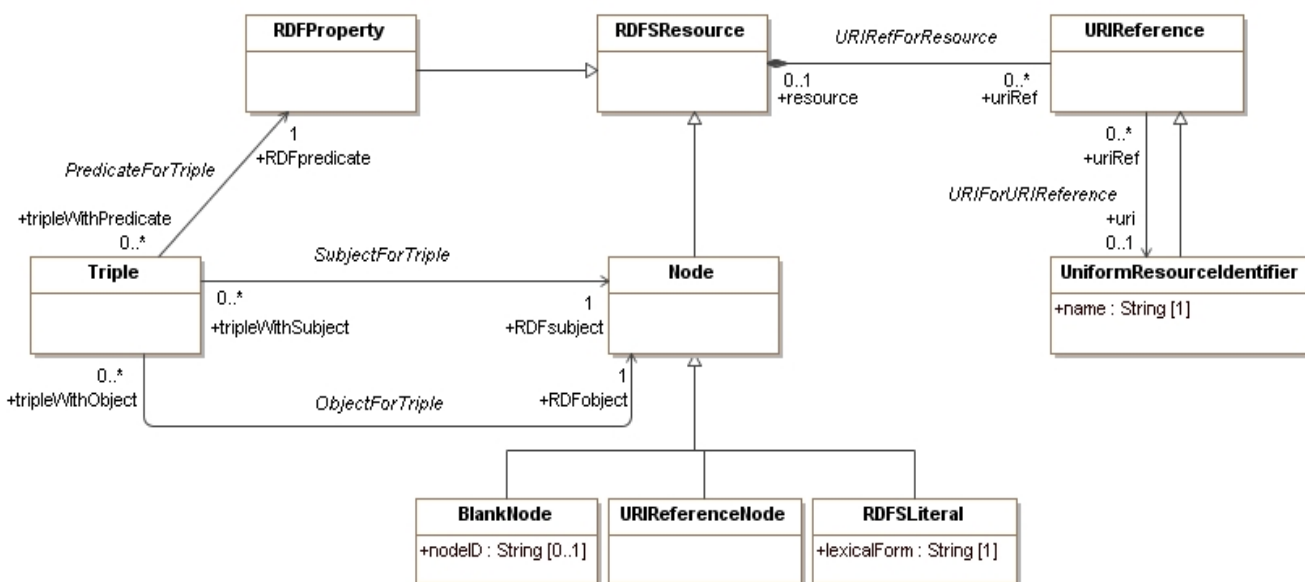 RDFProperty
RDFSResource
URIRefForResource
URIReference
0..1
+resource
0..*
+uriRef
1
+RDFpredicate
PredicateForTriple
0..*
+uriRef
URIForURIReference
+tripleWithPredicate
0..*
+uri
0..1
Triple
SubjectForTriple
Node
UniformResourceIdentifier
+name : String [1]
0..*
+tripleWithSubject
1
+RDFsubject
0..*
+tripleWithObject
ObjectForTriple
1
+RDFobject
BlankNode
+nodeID : String [0..1]
URIReferenceNode
RDFSLiteral
+lexicalForm : String [1]